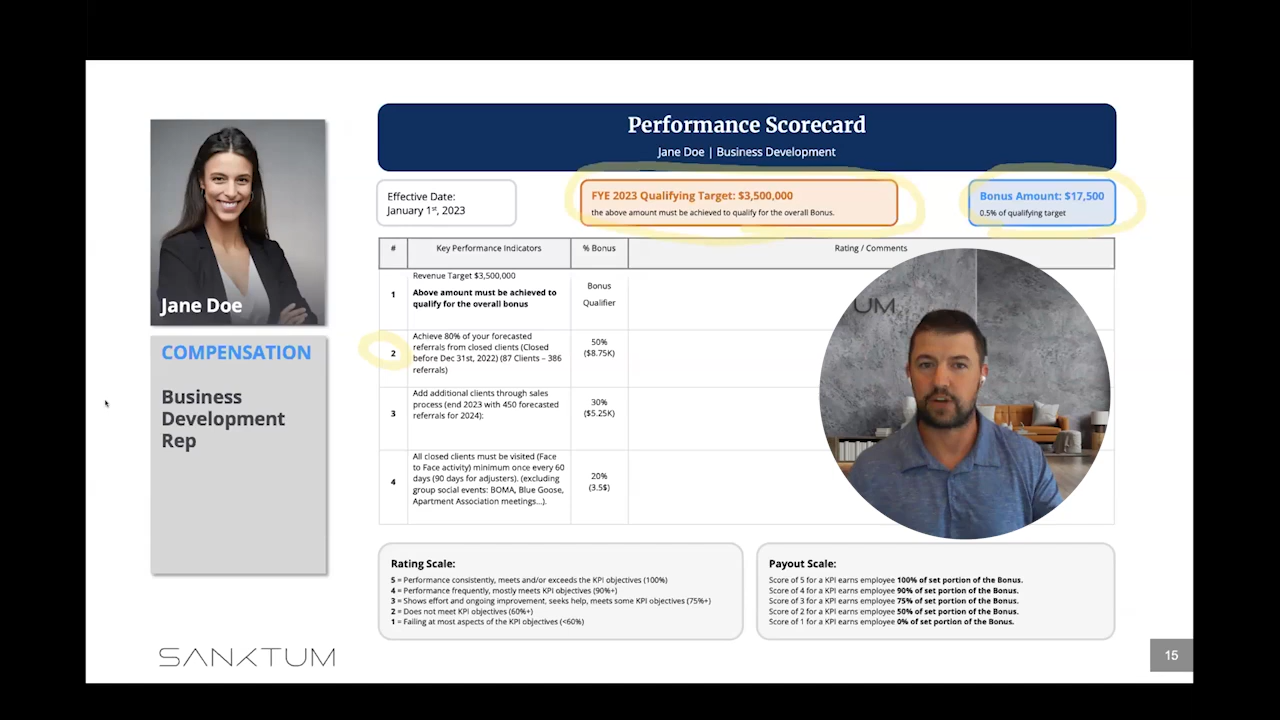 Performance Scorecard
Jane Doe | Business Development
Effective Date:
January 1st, 2023
FYE 2023 Qualifying Target: $3,500,000
the above amount must be achieved to qualify for the overall Bonus.
Bonus Amount: $17,500
0.5% of qualifying target
Jane Doe
COMPENSATION
Business
Development
Rep
# Key Performance Indicators % Bonus Rating / Comments
1
Revenue Target $3,500,000
Above amount must be achieved to
qualify for the overall bonus
Bonus
Qualifier
2
Achieve 80% of your forecasted
referrals from closed clients (Closed
before Dec 31st, 2022) (87 Clients – 386
referrals)
50%
($8.75K)
3
Add additional clients through sales
process (end 2023 with 450 forecasted
referrals for 2024):
30%
($5.25K)
4
All closed clients must be visited (Face
to Face activity) minimum once every 60
days (90 days for adjusters). (excluding
group social events: BOMA, Blue Goose,
Apartment Association meetings...).
20%
(3.5$)
UM
Rating Scale:
5 = Performance consistently, meets and/or exceeds the KPI objectives (100%)
4 = Performance frequently, mostly meets KPI objectives (90%+)
3 = Shows effort and ongoing improvement, seeks help, meets some KPI objectives (75%+)
2 = Does not meet KPI objectives (60%+)
1 = Failing at most aspects of the KPI objectives (<60%)
Payout Scale:
Score of 5 for a KPI earns employee 100% of set portion of the Bonus.
Score of 4 for a KPI earns employee 90% of set portion of the Bonus.
Score of 3 for a KPI earns employee 75% of set portion of the Bonus.
Score of 2 for a KPI earns employee 50% of set portion of the Bonus.
Score of 1 for a KPI earns employee 0% of set portion of the Bonus.
SANKTUM
15